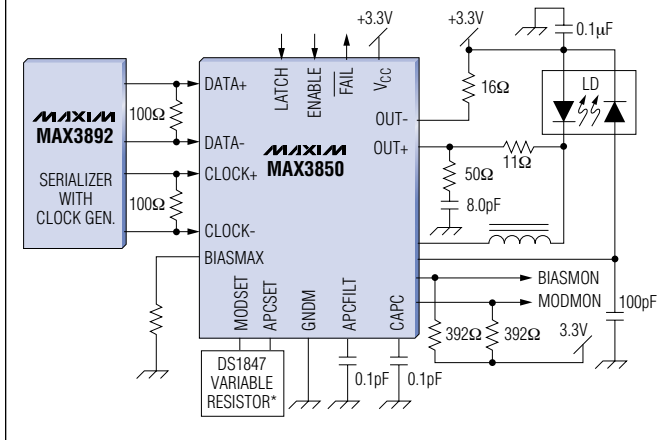 +3.3V
+3.3V
0.1µF
LATCH
ENABLE
FAIL
VCC
16Ω
LD
DATA+
100Ω
MAXIM
MAX3892
DATA-
SERIALIZER
WITH
CLOCK GEN.
CLOCK+
100Ω
CLOCK-
BIASMAX
MAXIM
MAX3850
OUT-
OUT+
11Ω
50Ω
8.0pF
BIASMON
MODMON
100pF
392Ω
392Ω
3.3V
MODSET
APCSET
GNDM
APCFILT
CAPC
DS1847
VARIABLE
RESISTOR*
0.1pF
0.1pF